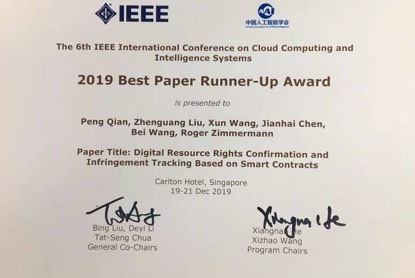 IEEE
中国人工智能学会
The 6th IEEE International Conference on Cloud Computing and
Intelligence Systems
2019 Best Paper Runner-Up Award
is presented to
Peng Qian, Zhenguang Liu, Xun Wang, Jianhai Chen,
Bei Wang, Roger Zimmermann
Paper Title: Digital Resource Rights Confirmation and
Infringement Tracking Based on Smart Contracts
Carlton Hotel, Singapore
19-21 Dec 2019
Bing Liu, Deyi Li
Tat-Seng Chua
General Co-Chairs
Xizhao Wang
Program Chairs